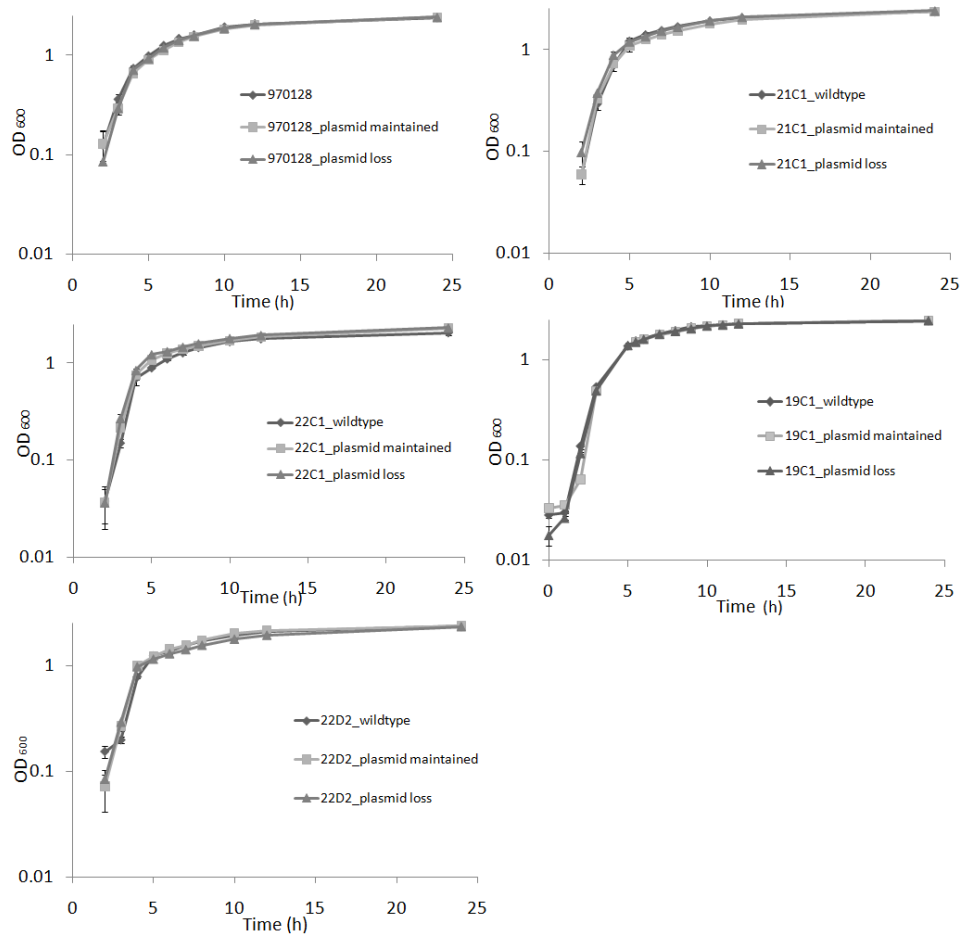 1
0.1
0.01
OD 600
0 5 10 15 20 25
Time (h)
970128
970128_plasmid maintained
970128_plasmid loss
1
0.1
0.01
OD 600
0 5 10 15 20 25
Time (h)
21C1_wildtype
21C1_plasmid maintained
21C1_plasmid loss
1
0.1
0.01
OD 600
0 5 10 15 20 25
Time (h)
22C1_wildtype
22C1_plasmid maintained
22C1_plasmid loss
1
0.1
0.01
OD 600
0 5 10 15 20 25
Time (h)
19C1_wildtype
19C1_plasmid maintained
19C1_plasmid loss
1
0.1
0.01
OD 600
0 5 10 15 20 25
Time (h)
22D2_wildtype
22D2_plasmid maintained
22D2_plasmid loss